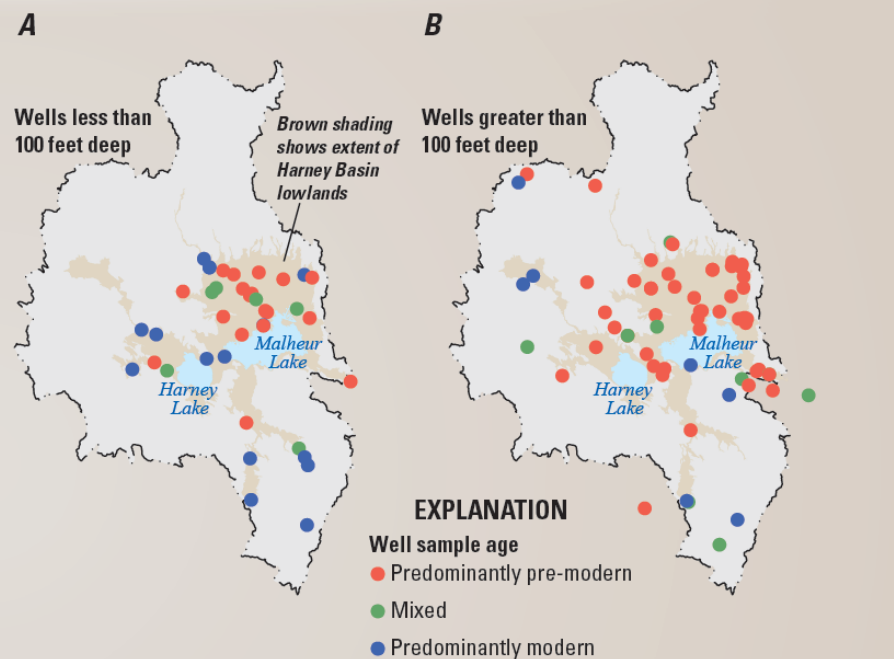 A
B
Wells less than
100 feet deep
Brown shading
shows extent of
Harney Basin
lowlands
Wells greater than
100 feet deep
Malheur
Lake
Harney
Lake
Malheur
Lake
Harney
Lake
EXPLANATION
Well sample age
Predominantly pre-modern
Mixed
Predominantly modern